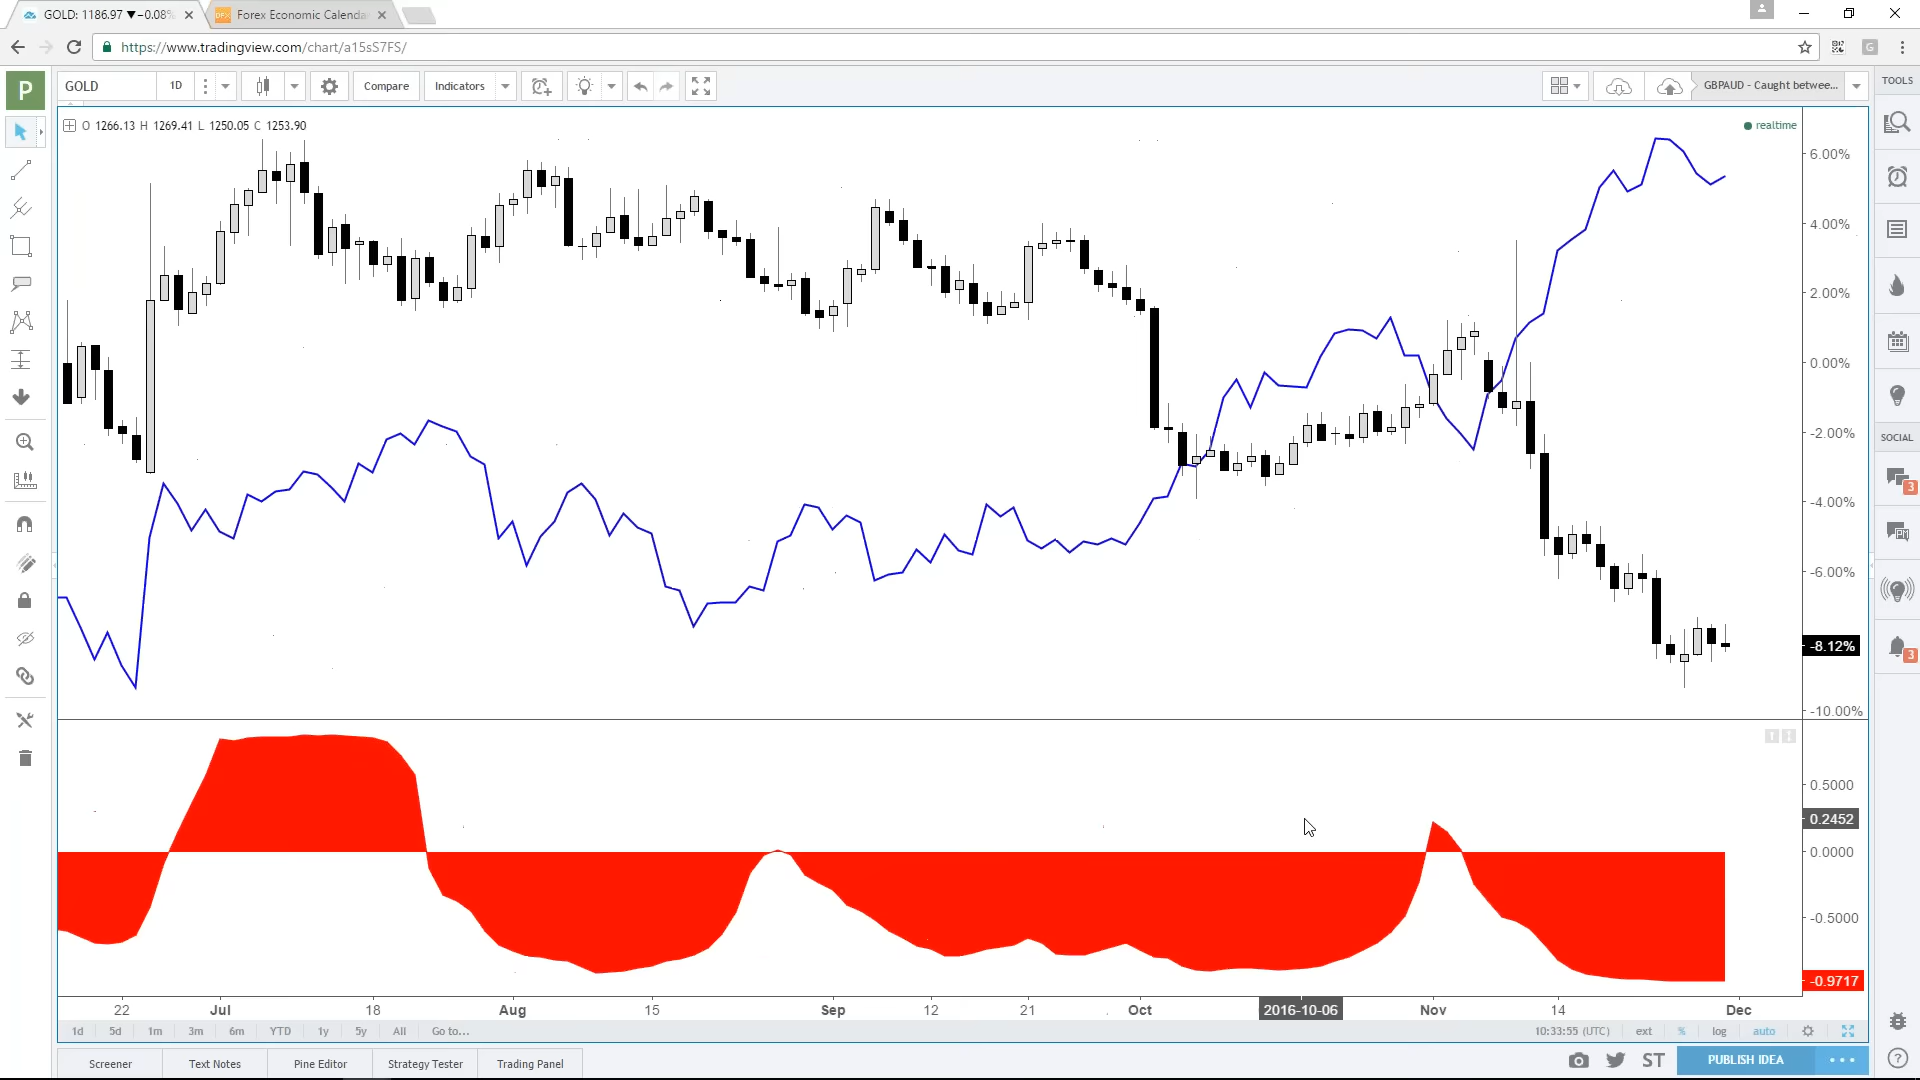 GOLD: 1186.97 ▼−0.08%
Forex Economic Calenda
https://www.tradingview.com/chart/a15sS7FS/
P
GOLD
1D
Compare
Indicators
GBPAUD - Caught betwee...
TOOLS
O 1266.13 H 1269.41 L 1250.05 C 1253.90
realtime
6.00%
4.00%
2.00%
0.00%
-2.00%
-4.00%
-6.00%
-8.12%
-10.00%
SOCIAL
3
3
0.5000
0.2452
0.0000
-0.5000
-0.9717
22 Jul 18 Aug 15 Sep 12 21 Oct 2016-10-06 Nov 14 Dec
1d 5d 1m 3m 6m YTD 1y 5y All Go to... 10:33:55 (UTC) ext % log auto
Screener Text Notes Pine Editor Strategy Tester Trading Panel ST PUBLISH IDEA